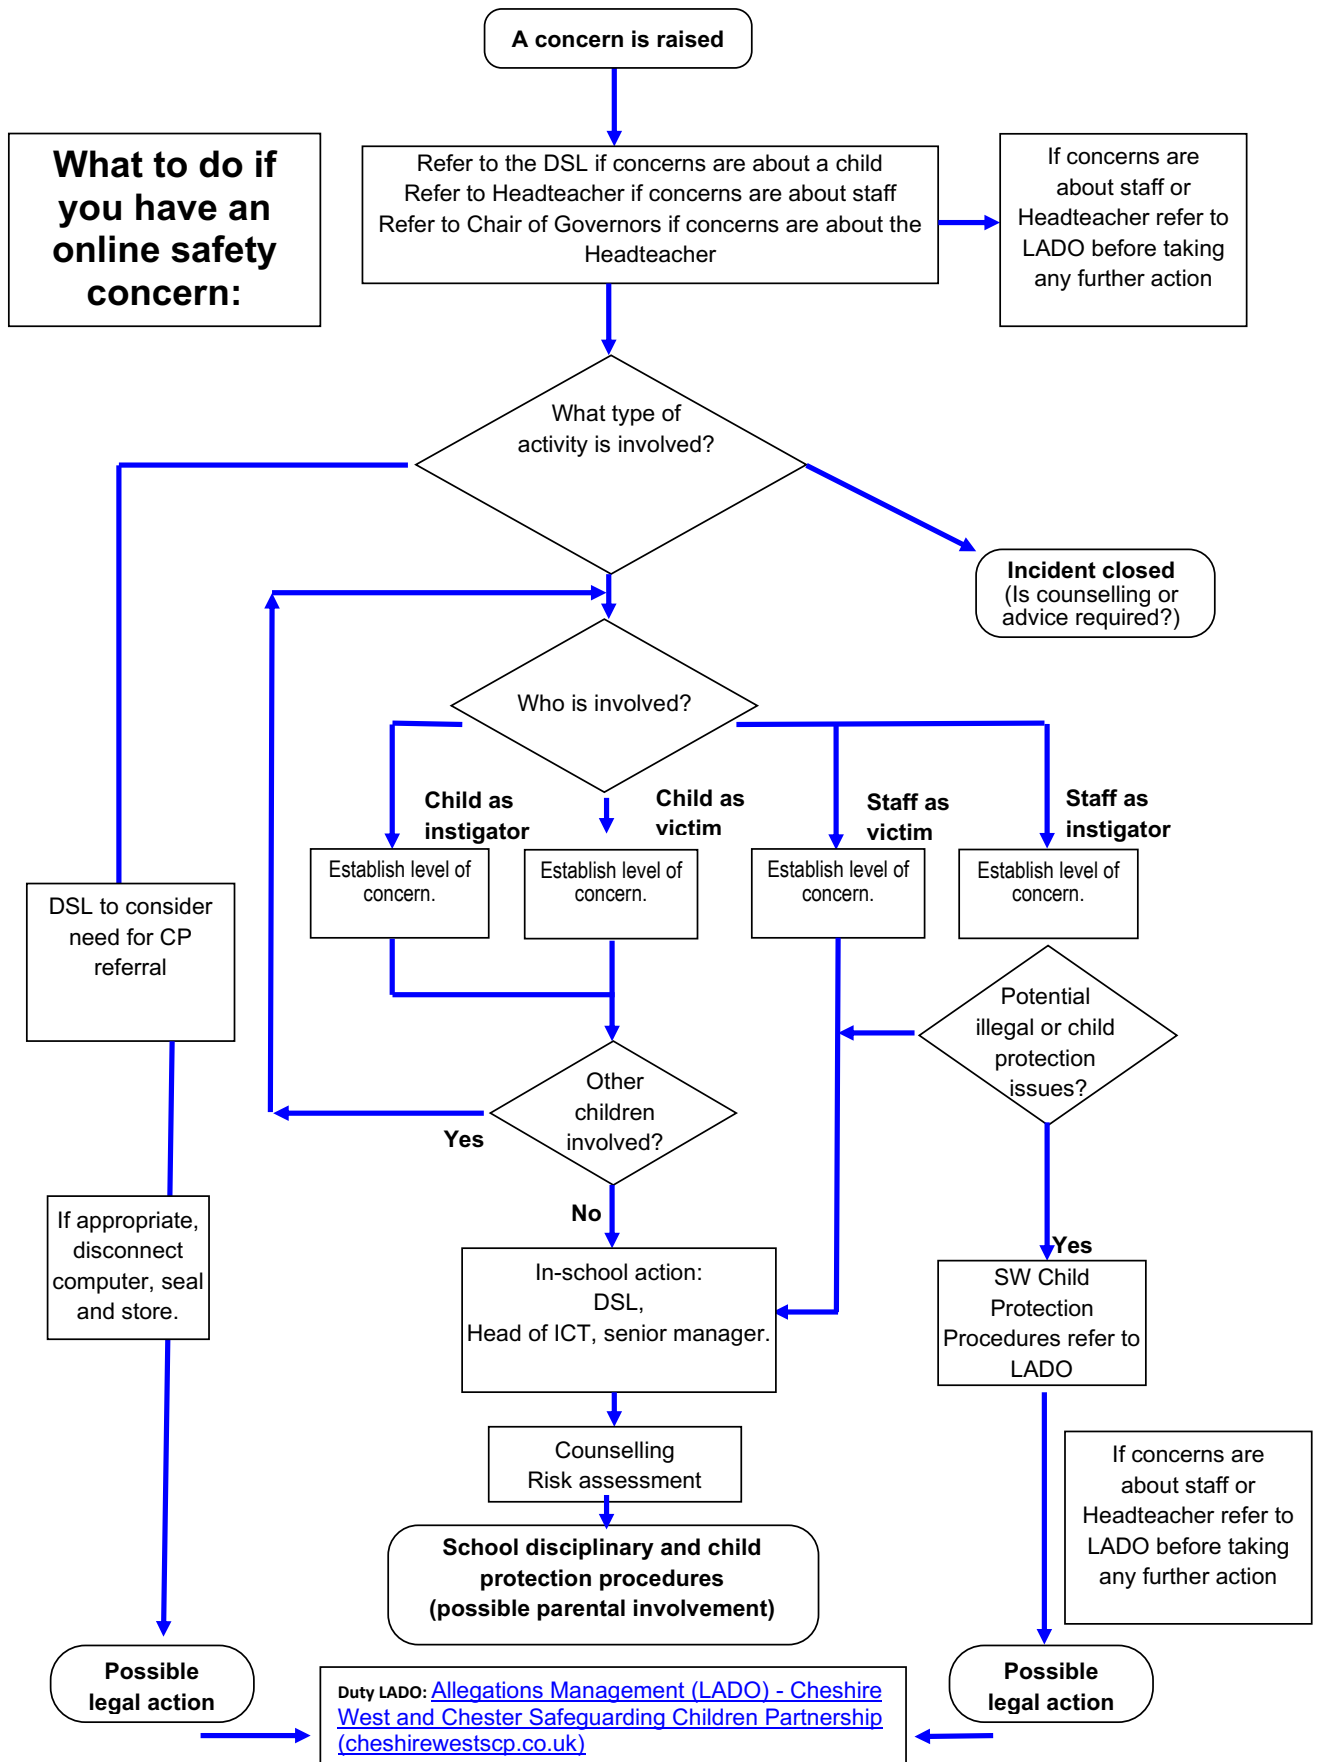 A concern is raised
What to do if
you have an
online safety
concern:
Refer to the DSL if concerns are about a child
Refer to Headteacher if concerns are about staff
Refer to Chair of Governors if concerns are about the
Headteacher
If concerns are
about staff or
Headteacher refer to
LADO before taking
any further action
What type of
activity is involved?
Incident closed
(Is counselling or
advice required?)
Who is involved?
Child as
instigator
Child as
victim
Staff as
victim
Staff as
instigator
Establish level of
concern.
Establish level of
concern.
Establish level of
concern.
Establish level of
concern.
DSL to consider
need for CP
referral
Potential
illegal or child
protection
issues?
Other
children
involved?
Yes
No
If appropriate,
disconnect
computer, seal
and store.
In-school action:
DSL,
Head of ICT, senior manager.
Yes
SW Child
Protection
Procedures refer to
LADO
Counselling
Risk assessment
If concerns are
about staff or
Headteacher refer to
LADO before taking
any further action
School disciplinary and child
protection procedures
(possible parental involvement)
Possible
legal action
Possible
legal action
Duty LADO: Allegations Management (LADO) - Cheshire
West and Chester Safeguarding Children Partnership
(cheshirewestscp.co.uk)